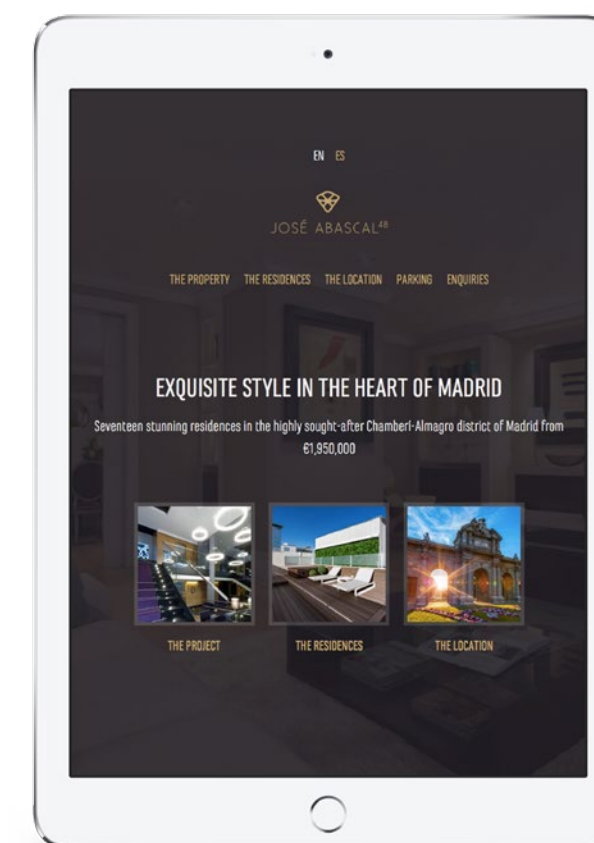 EN ES
JOSÉ ABASCAL48
THE PROPERTY THE RESIDENCES THE LOCATION PARKING ENQUIRIES
EXQUISITE STYLE IN THE HEART OF MADRID
Seventeen stunning residences in the highly sought-after Chamberí-Almagro district of Madrid from
€1,950,000
THE PROJECT THE RESIDENCES THE LOCATION